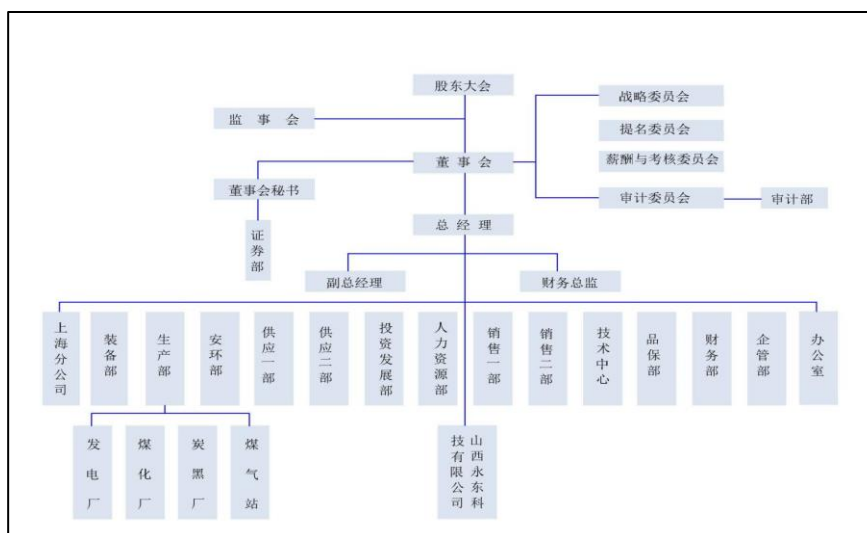 股东大会
监事会
战略委员会
提名委员会
董事会
薪酬与考核委员会
董事会秘书
审计委员会
审计部
总经理
证券部
副总经理
财务总监
上海分公司
装备部
生产部
安环部
供应一部
供应二部
投资发展部
人力资源部
销售一部
销售二部
技术中心
品保部
财务部
企管部
办公室
发电厂
煤化厂
炭黑厂
煤气站
山西永东科
技有限公司